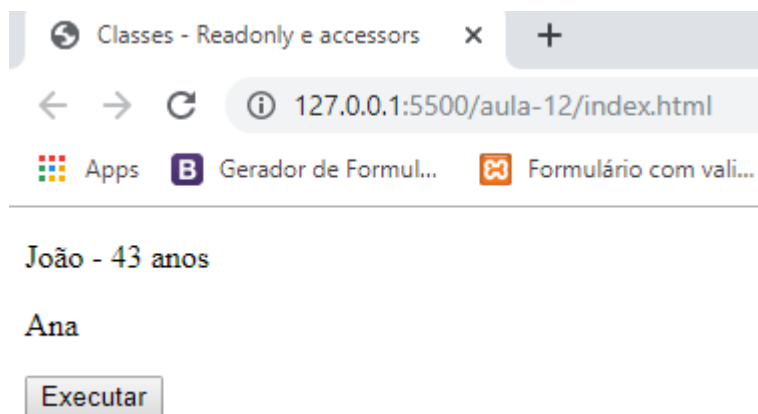 Classes - Readonly e accessors
127.0.0.1:5500/aula-12/index.html
Apps B Gerador de Formul... Formulário com vali...
João - 43 anos
Ana
Executar